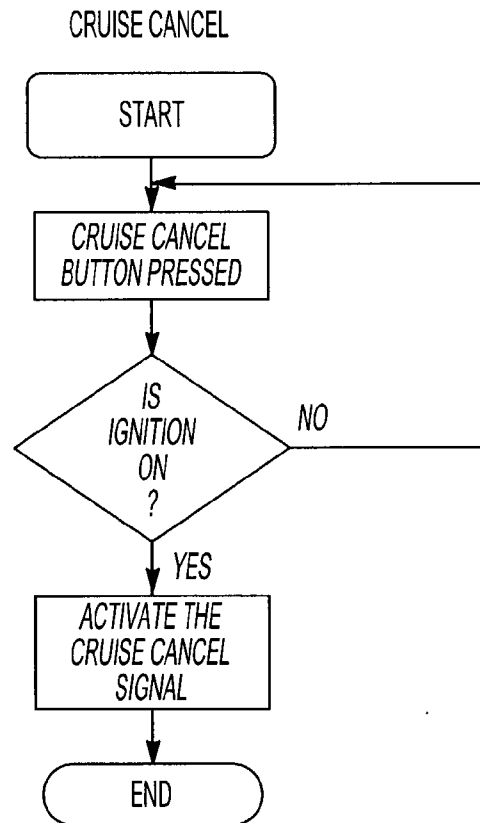 CRUISE CANCEL
START
CRUISE CANCEL
BUTTON PRESSED
IS
IGNITION
ON
?
NO
YES
ACTIVATE THE
CRUISE CANCEL
SIGNAL
END